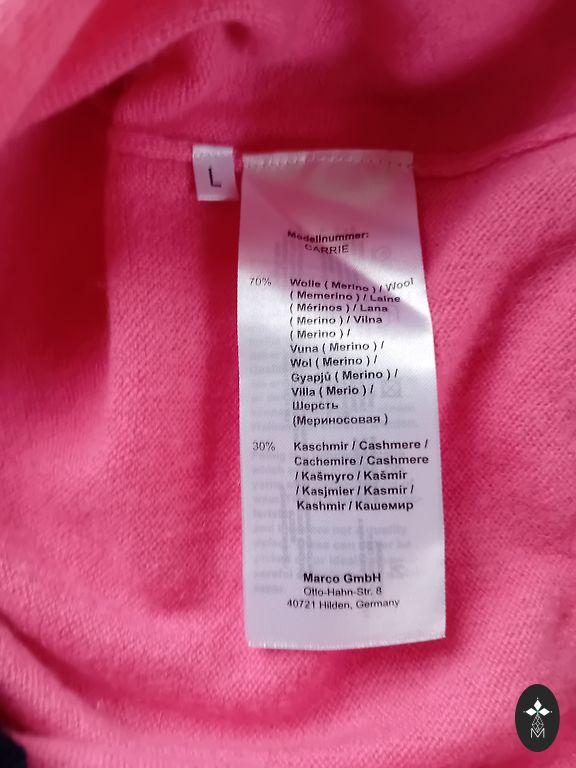 L
Modellnummer:
CARRIE
70% Wolle ( Merino ) / Wool
( Memerino ) / Laine
( Mérinos ) / Lana
( Merino ) / Vilna
( Merino ) /
Vuna ( Merino ) /
Wol ( Merino ) /
Gyapjú ( Merino ) /
Villa ( Merio ) /
Шерсть
(Мериносовая )
30% Kaschmir / Cashmere /
Cachemire / Cashmere
/ Kašmyro / Kašmir
/ Kasjmier / Kasmir /
Kashmir / Кашемир
Marco GmbH
Otto-Hahn-Str. 8
40721 Hilden, Germany
M